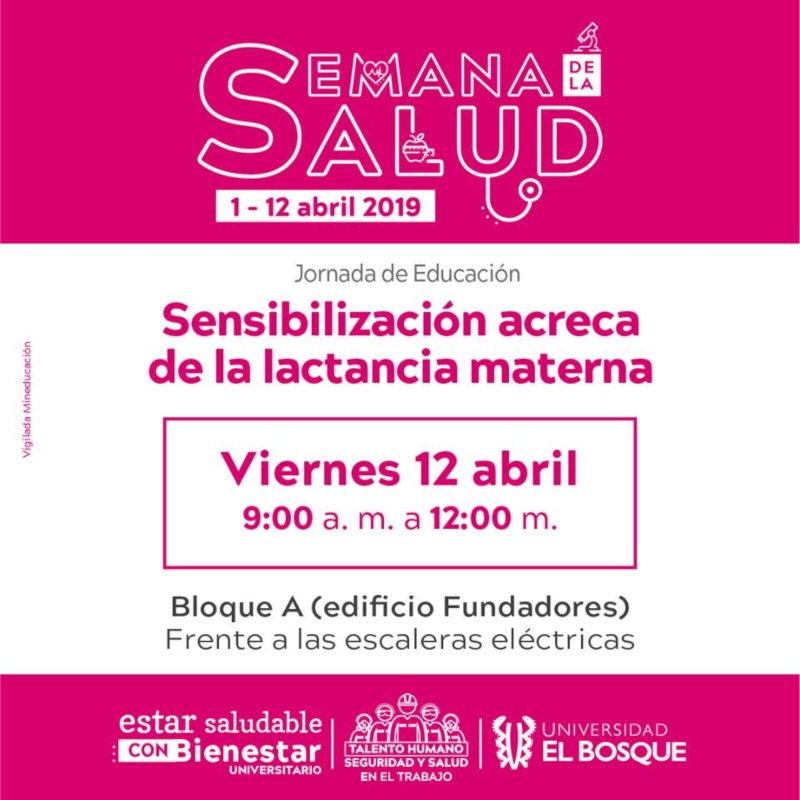 SEMANA DE LA
SALUD
1 - 12 abril 2019
Jornada de Educación
Sensibilización acreca
de la lactancia materna
Vigilada Mineducación
Viernes 12 abril
9:00 a. m. a 12:00 m.
Bloque A (edificio Fundadores)
Frente a las escaleras eléctricas
estar saludable
CON Bienestar
UNIVERSITARIO
TALENTO HUMANO
SEGURIDAD Y SALUD
EN EL TRABAJO
UNIVERSIDAD
EL BOSQUE